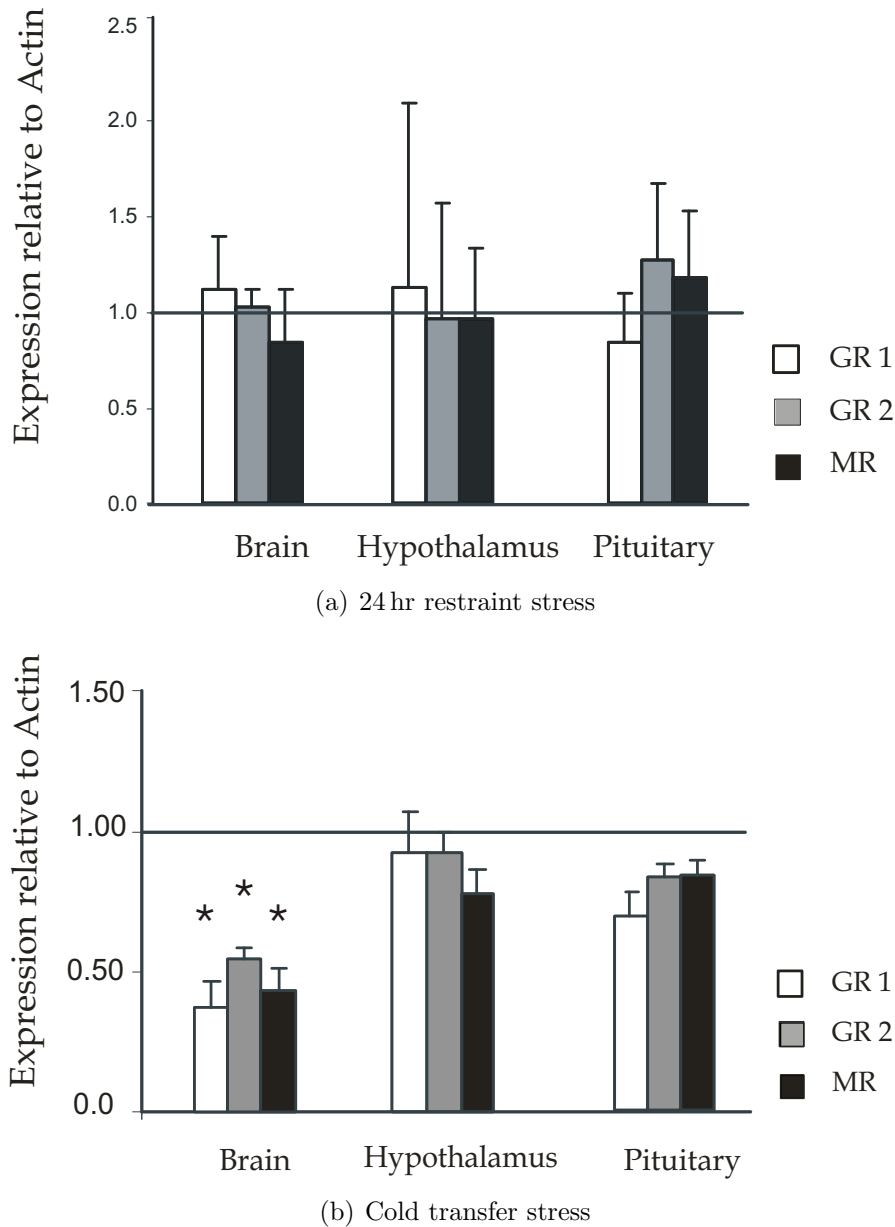 Expression relative to Actin
2.5
2.0
1.5
1.0
0.5
0.0
GR 1
GR 2
MR
Brain Hypothalamus Pituitary
(a) 24 hr restraint stress
Expression relative to Actin
1.50
1.00
0.50
0.0
* * *
GR 1
GR 2
MR
Brain Hypothalamus Pituitary
(b) Cold transfer stress